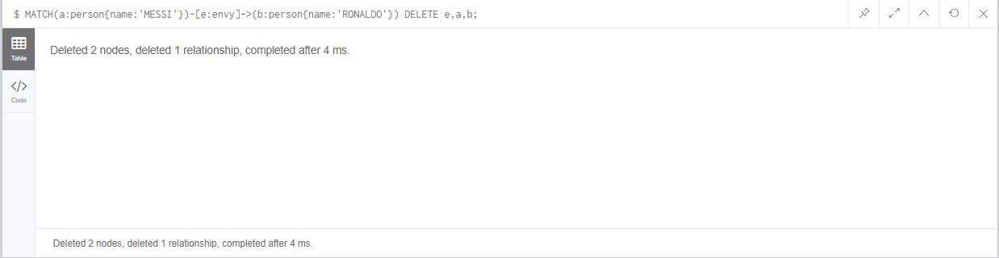 $ MATCH(a:person{name:'MESSI'})-[e:envy]->(b:person{name:'RONALDO'}) DELETE e,a,b;
Table
Deleted 2 nodes, deleted 1 relationship, completed after 4 ms.
</> 
Code
Deleted 2 nodes, deleted 1 relationship, completed after 4 ms.